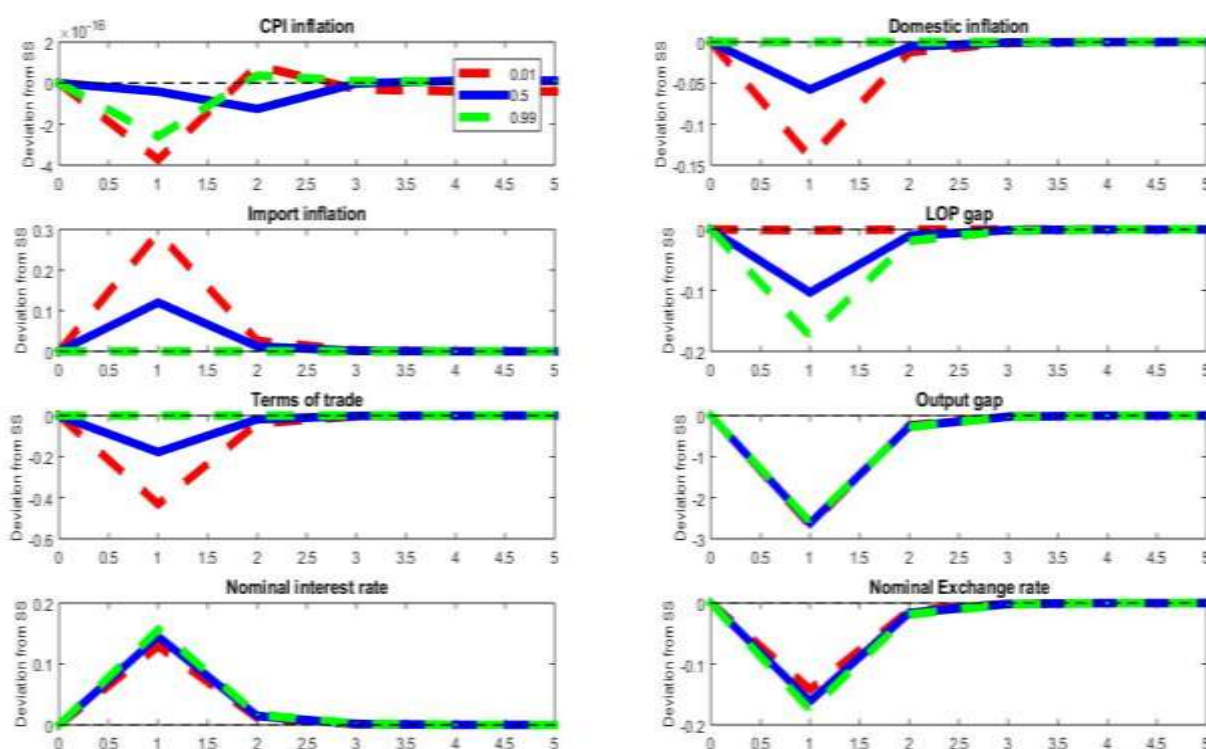 ×10⁻¹⁶
CPI inflation
Deviation from SS
2
0
-2
-4
0 0.5 1 1.5 2 2.5 3 3.5 4 4.5 5
0.01
0.5
0.99
Domestic inflation
Deviation from SS
0
-0.05
-0.1
-0.15
0 0.5 1 1.5 2 2.5 3 3.5 4 4.5 5
Import inflation
Deviation from SS
0.3
0.2
0.1
0
0 0.5 1 1.5 2 2.5 3 3.5 4 4.5 5
LOP gap
Deviation from SS
0
-0.1
-0.2
0 0.5 1 1.5 2 2.5 3 3.5 4 4.5 5
Terms of trade
Deviation from SS
0
-0.2
-0.4
-0.6
0 0.5 1 1.5 2 2.5 3 3.5 4 4.5 5
Output gap
Deviation from SS
0
-1
-2
-3
0 0.5 1 1.5 2 2.5 3 3.5 4 4.5 5
Nominal interest rate
Deviation from SS
0.2
0.1
0
0 0.5 1 1.5 2 2.5 3 3.5 4 4.5 5
Nominal Exchange rate
Deviation from SS
0
-0.1
-0.2
0 0.5 1 1.5 2 2.5 3 3.5 4 4.5 5